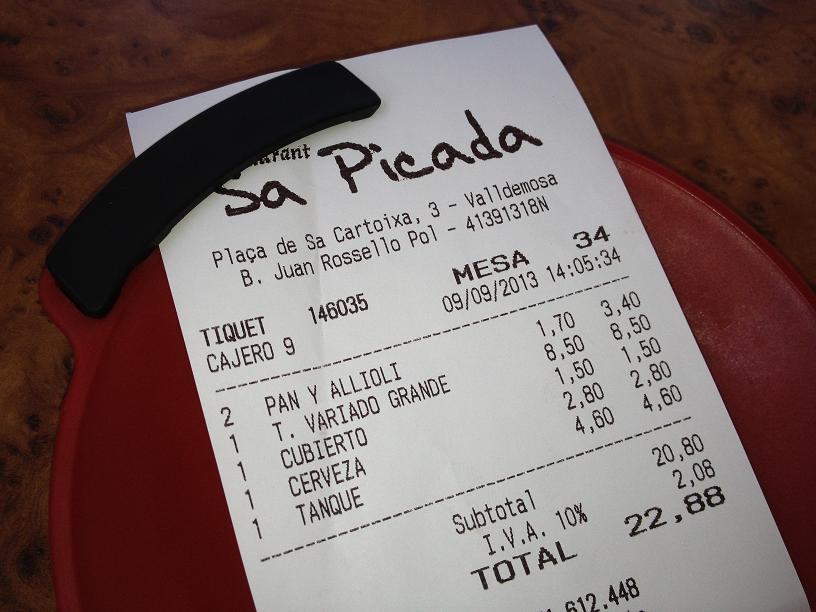 Sa Picada
Plaça de Sa Cartoixa, 3 - Valldemosa
B. Juan Rossello Pol - 41391318N
MESA 34
TIQUET 146035 09/09/2013 14:05:34
CAJERO 9
2 PAN Y ALLIOLI 1,70 3,40
1 T. VARIADO GRANDE 8,50 8,50
1 CUBIERTO 1,50 1,50
1 CERVEZA 2,80 2,80
1 TANQUE 4,60 4,60
Subtotal 20,80
I.V.A. 10% 2,08
TOTAL 22,88
612.448